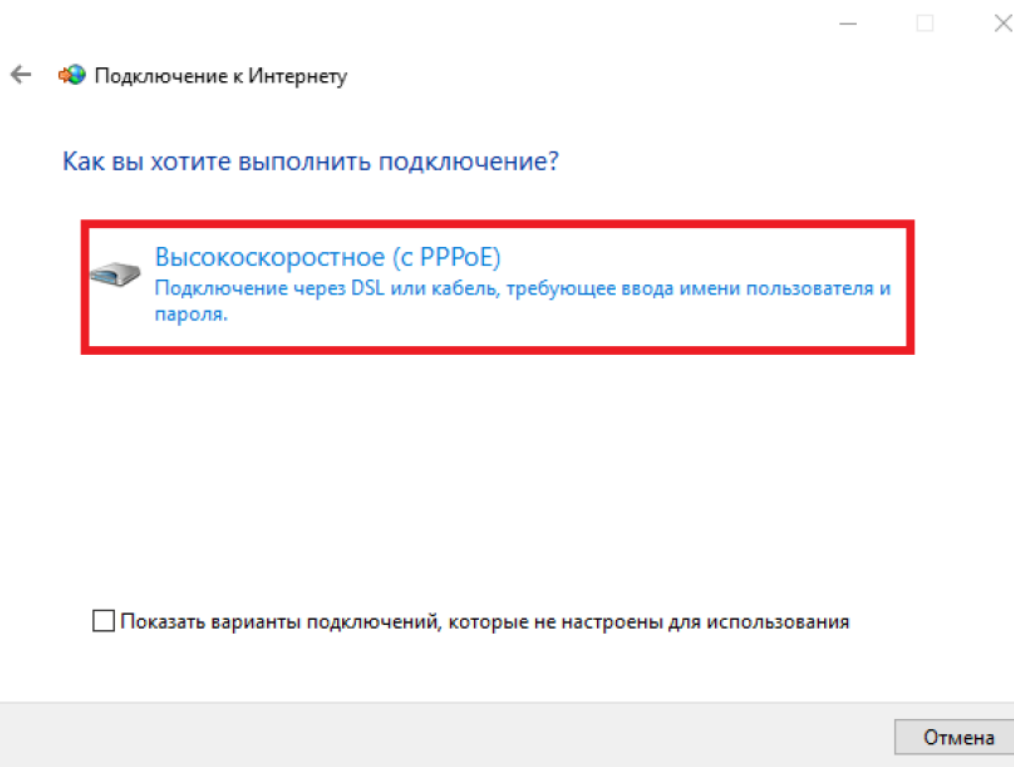 Подключение к Интернету
Как вы хотите выполнить подключение?
Высокоскоростное (с PPPoE)
Подключение через DSL или кабель, требующее ввода имени пользователя и
пароля.
Показать варианты подключений, которые не настроены для использования
Отмена